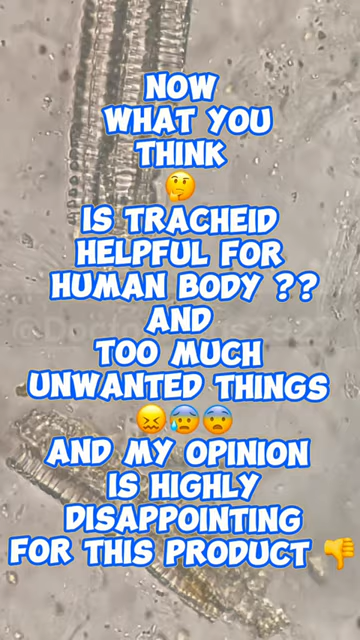 NOW
WHAT YOU
THINK
🤔
IS TRACHEID
HELPFUL FOR
HUMAN BODY ??
AND
TOO MUCH
UNWANTED THINGS
😖😰😨
AND MY OPINION
IS HIGHLY
DISAPPOINTING
FOR THIS PRODUCT 👎